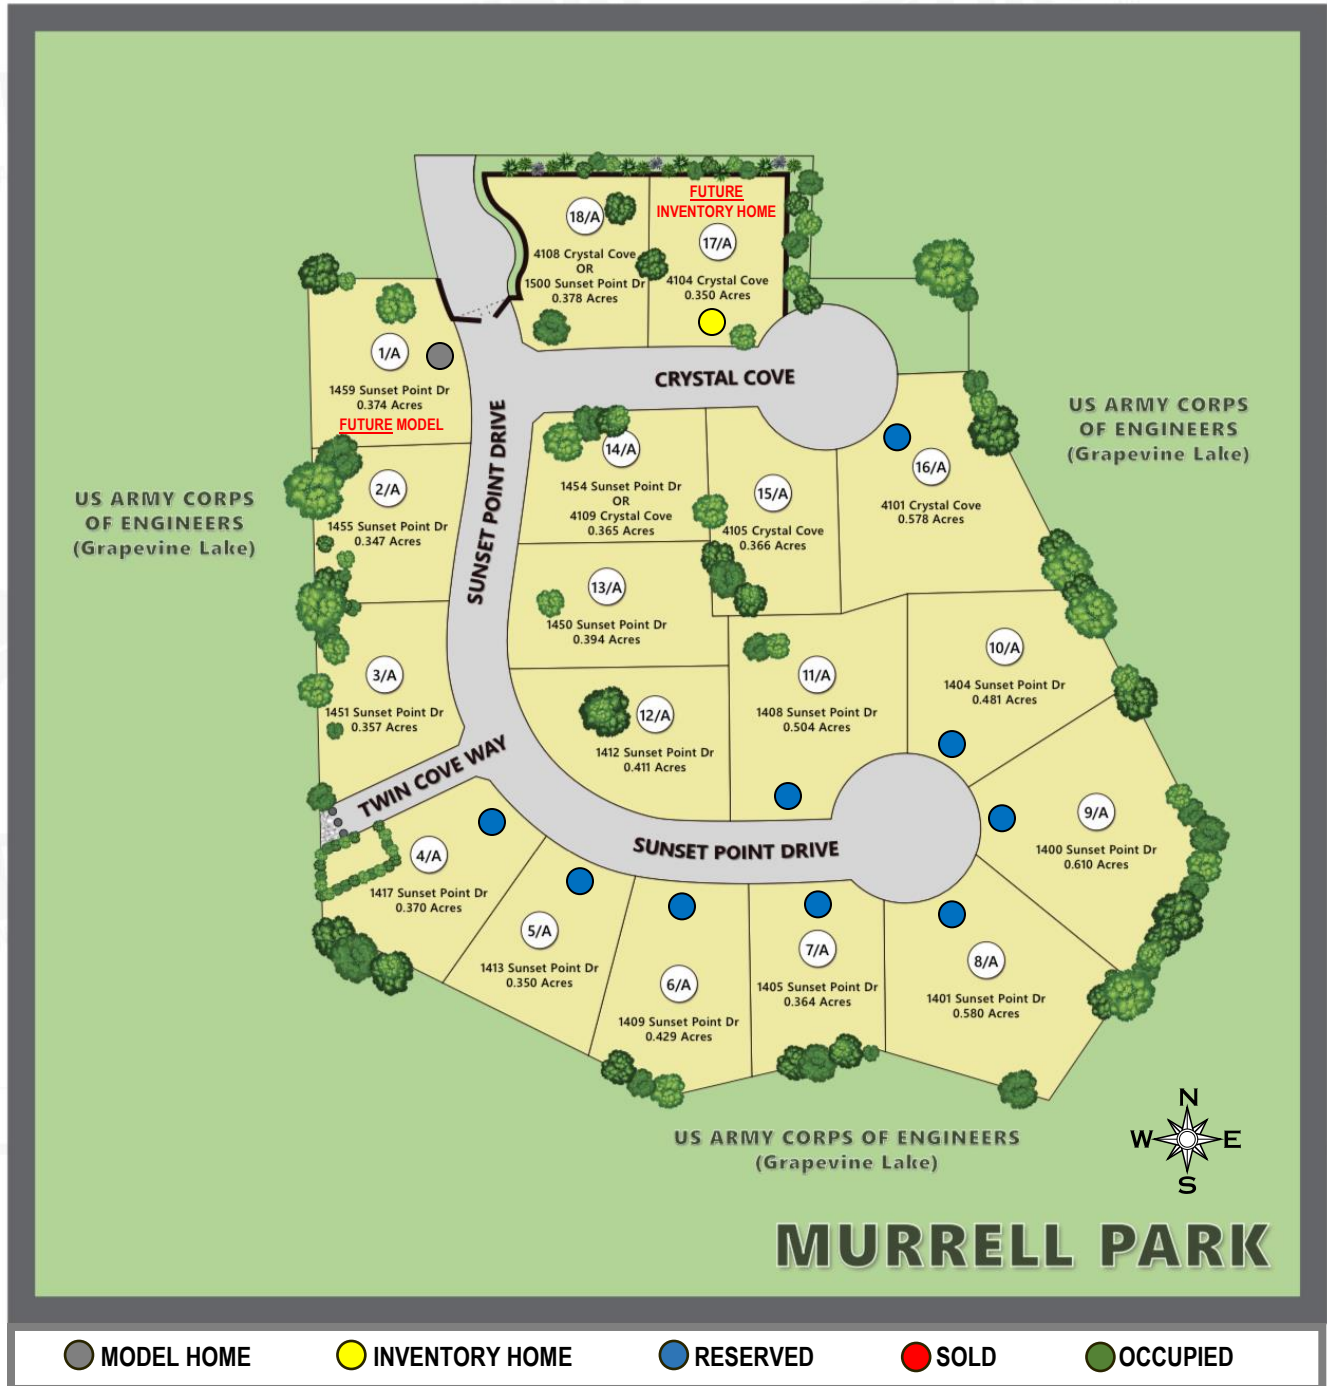 FUTURE
INVENTORY HOME
18/A
4108 Crystal Cove
OR
1500 Sunset Point Dr
0.378 Acres
17/A
4104 Crystal Cove
0.350 Acres
1/A
1459 Sunset Point Dr
0.374 Acres
FUTURE MODEL
CRYSTAL COVE
SUNSET POINT DRIVE
US ARMY CORPS
OF ENGINEERS
(Grapevine Lake)
US ARMY CORPS
OF ENGINEERS
(Grapevine Lake)
2/A
1455 Sunset Point Dr
0.347 Acres
14/A
1454 Sunset Point Dr
OR
4109 Crystal Cove
0.365 Acres
15/A
4105 Crystal Cove
0.366 Acres
16/A
4101 Crystal Cove
0.578 Acres
13/A
1450 Sunset Point Dr
0.394 Acres
3/A
1451 Sunset Point Dr
0.357 Acres
12/A
1412 Sunset Point Dr
0.411 Acres
11/A
1408 Sunset Point Dr
0.504 Acres
10/A
1404 Sunset Point Dr
0.481 Acres
TWIN COVE WAY
SUNSET POINT DRIVE
9/A
1400 Sunset Point Dr
0.610 Acres
4/A
1417 Sunset Point Dr
0.370 Acres
5/A
1413 Sunset Point Dr
0.350 Acres
6/A
1409 Sunset Point Dr
0.429 Acres
7/A
1405 Sunset Point Dr
0.364 Acres
8/A
1401 Sunset Point Dr
0.580 Acres
US ARMY CORPS OF ENGINEERS
(Grapevine Lake)
N
W E
S
MURRELL PARK
MODEL HOME INVENTORY HOME RESERVED SOLD OCCUPIED